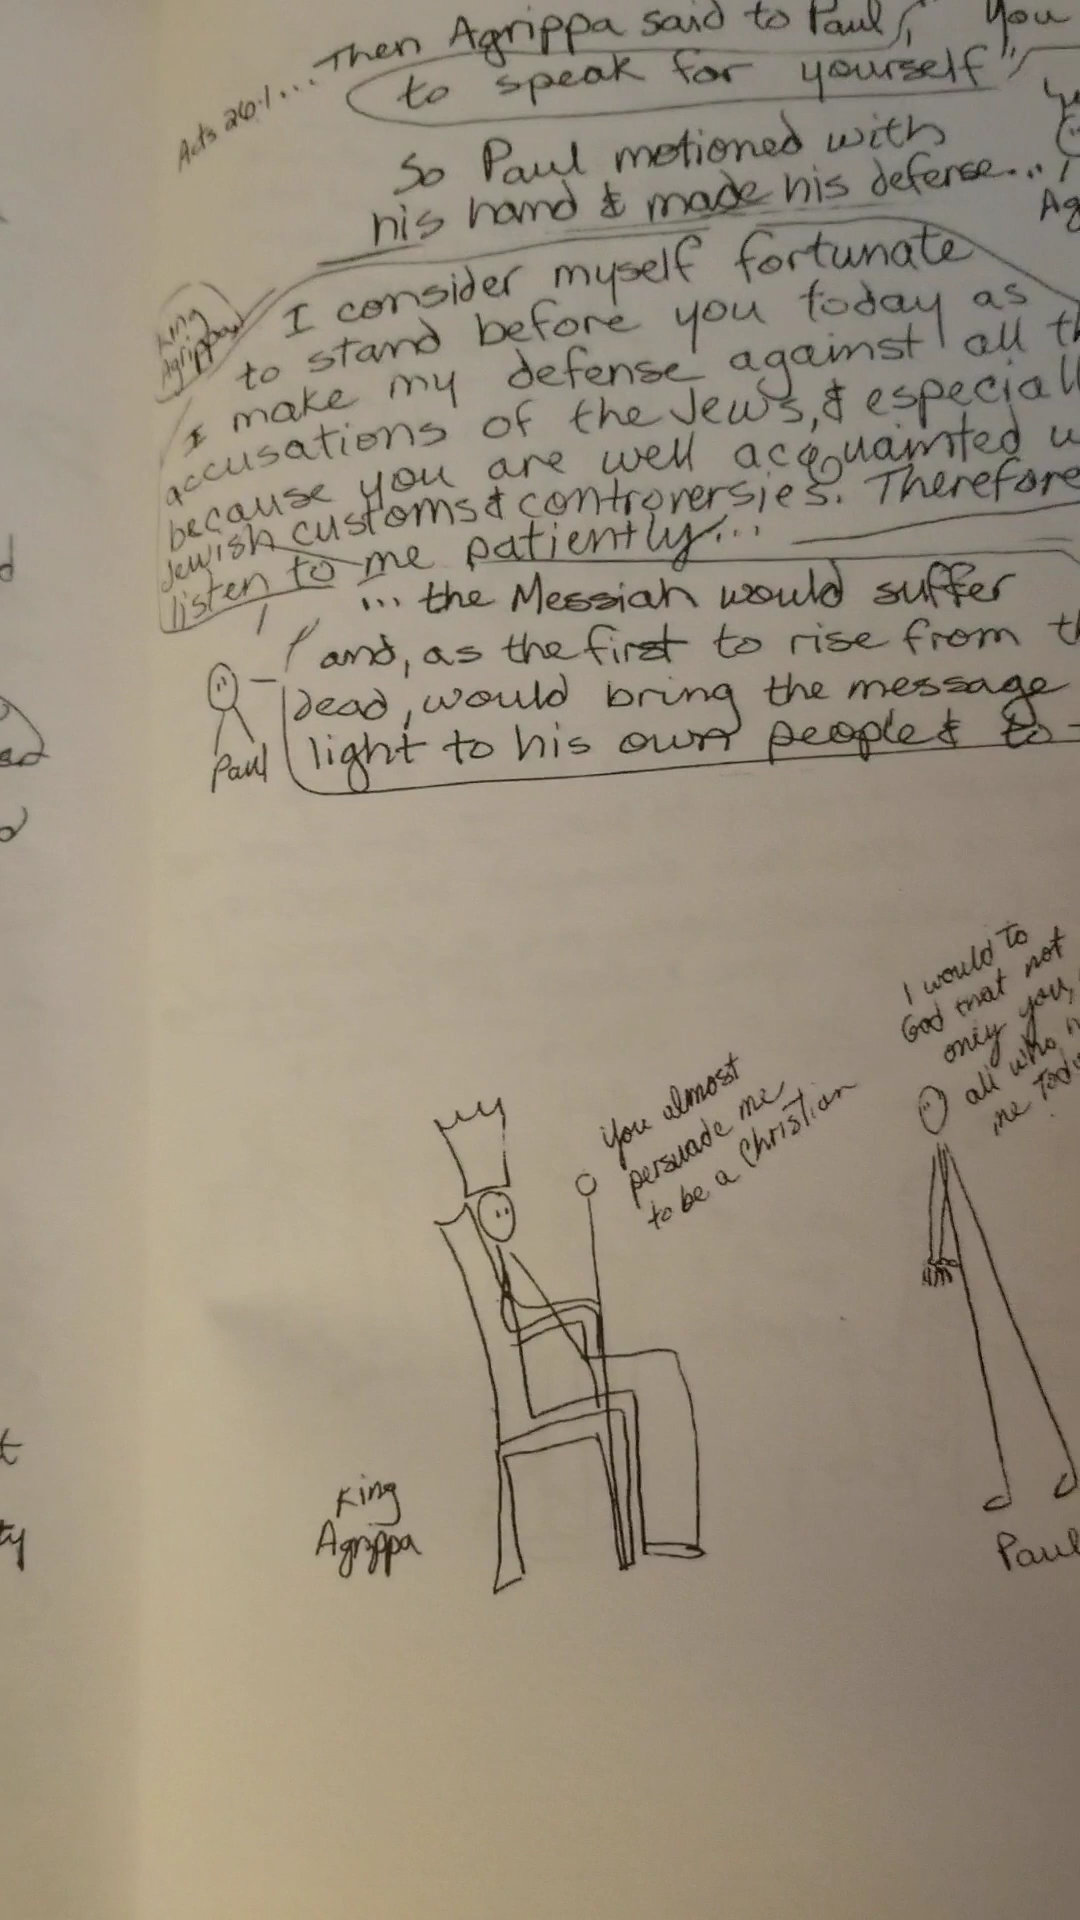 Acts 26:1... Then Agrippa said to Paul, "You
to speak for yourself"
So Paul motioned with
his hand & made his defense...
Ag
King
Agrippa,
I consider myself fortunate
to stand before you today as
I make my defense against all th
accusations of the Jews, & especiall
because you are well acquainted w
Jewish customs & controversies. Therefore
listen to me patiently...
... the Messiah would suffer
and, as the first to rise from th
dead, would bring the message
light to his own people & to
Paul
I would to
God that not
only you,
all who
me tod
You almost
persuade me
to be a Christian
King
Agrippa
Paul
d
ed
d
t
ty